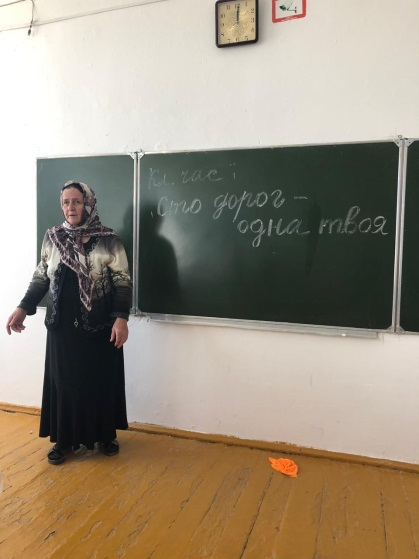 Кл. час:
"Сто дорог –
одна твоя